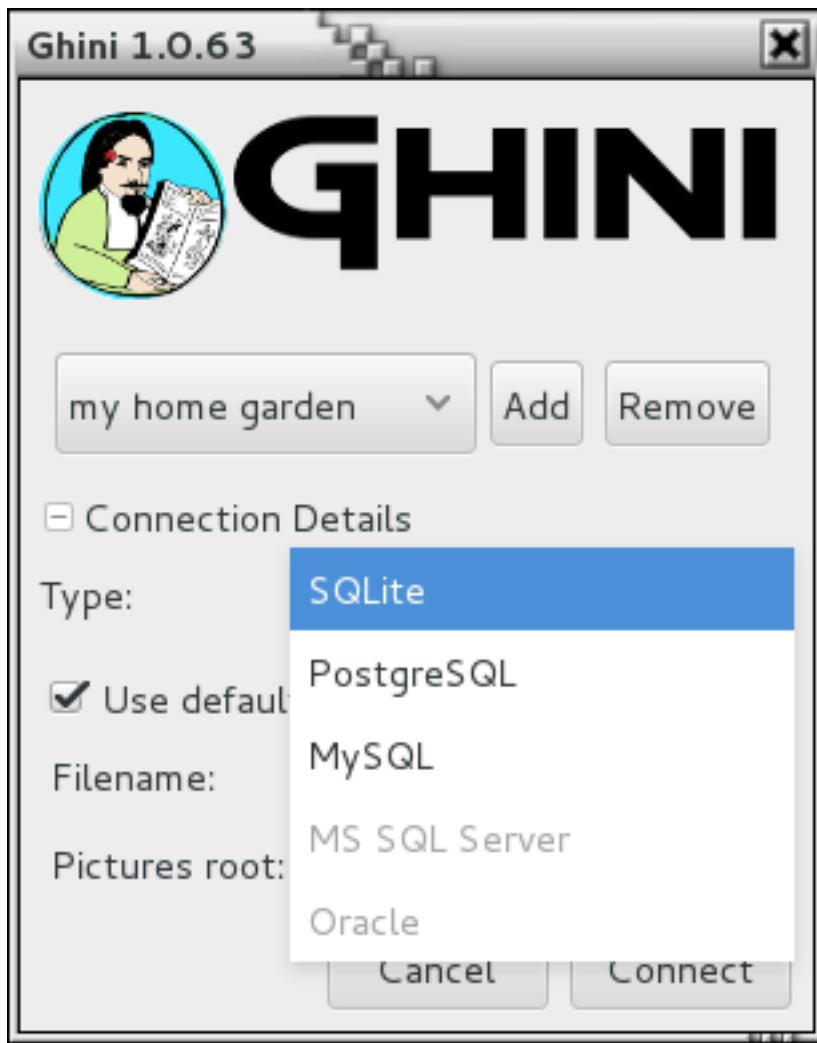 Ghini 1.0.63
GHINI
my home garden
Add
Remove
Connection Details
Type:
SQLite
PostgreSQL
Use defaul
MySQL
Filename:
MS SQL Server
Pictures root:
Oracle
Cancel
Connect